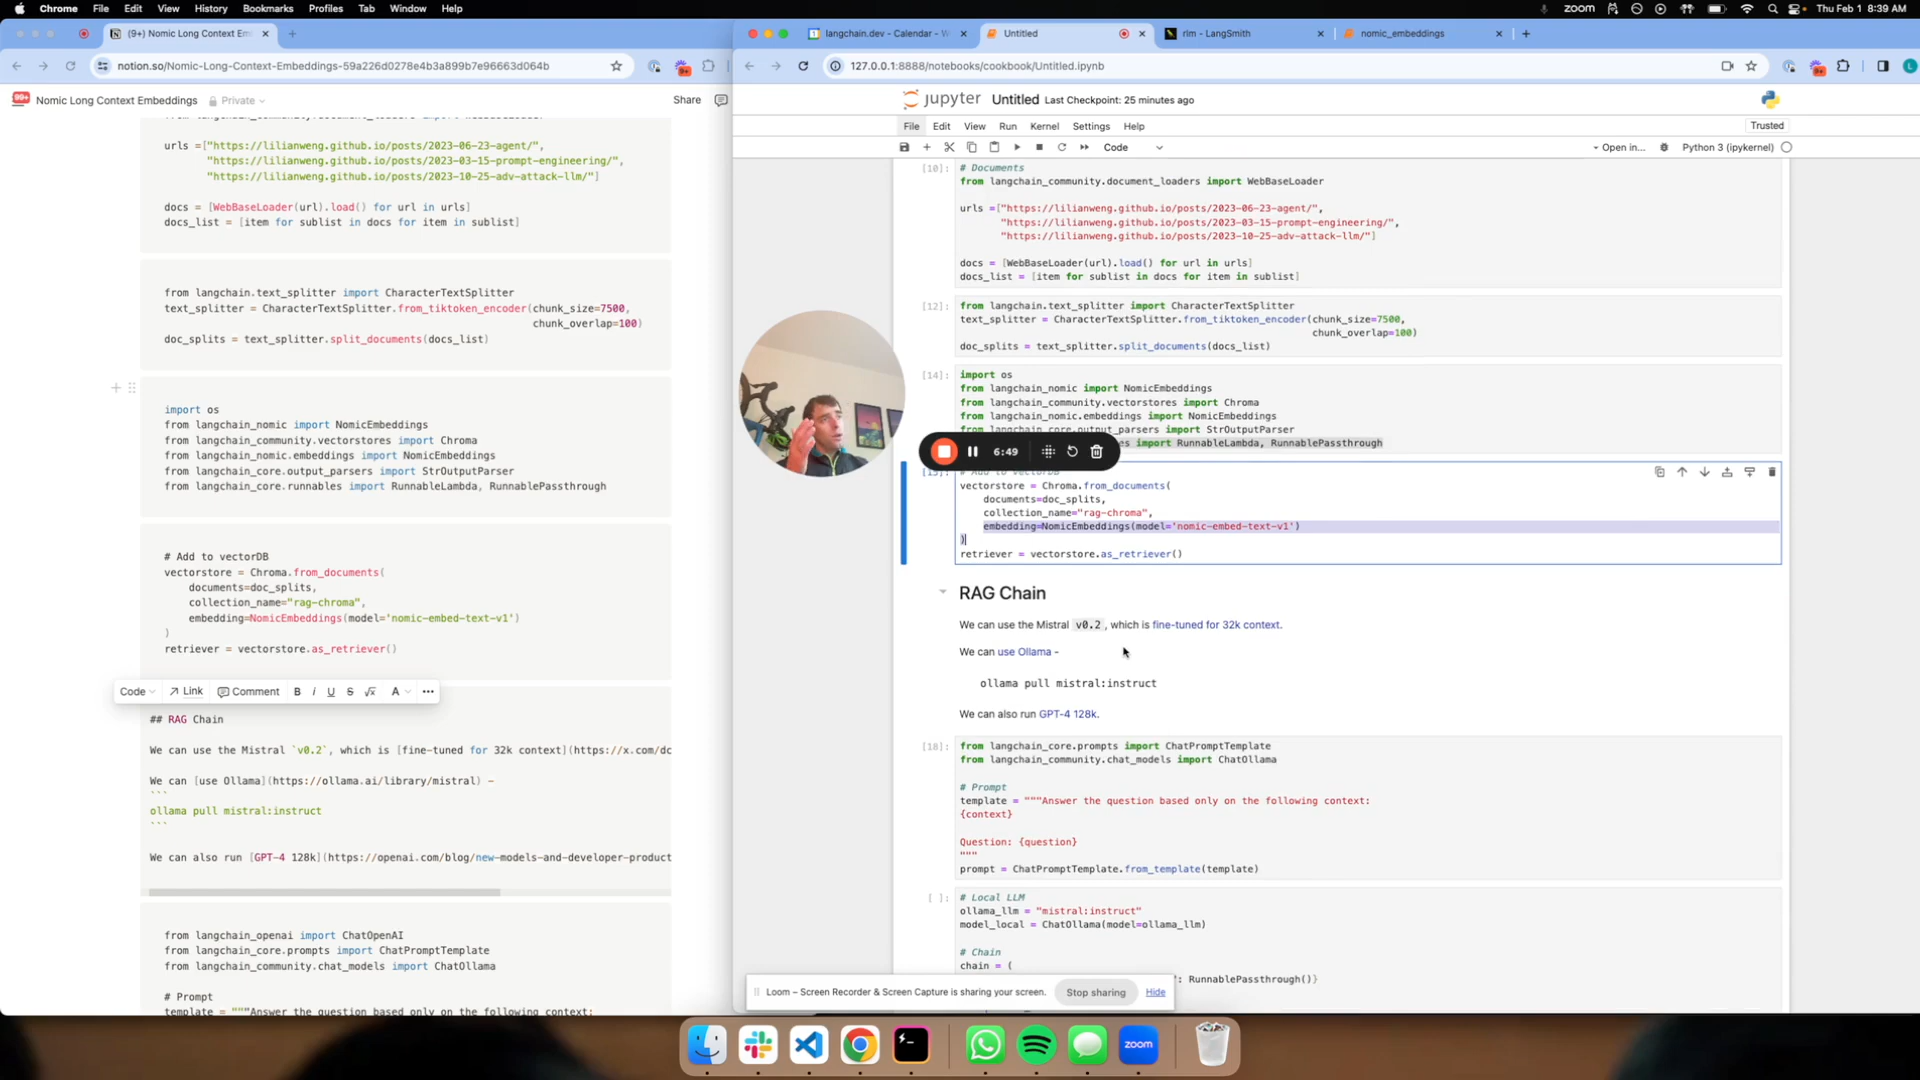 Chrome File Edit View History Bookmarks Profiles Tab Window Help
zoom Thu Feb 1 8:39 AM
(9+) Nomic Long Context Em
notion.so/Nomic-Long-Context-Embeddings-59a226d0278e4b3a899b7e96663d064b
99+ Nomic Long Context Embeddings Private Share
urls =["https://lilianweng.github.io/posts/2023-06-23-agent/",
"https://lilianweng.github.io/posts/2023-03-15-prompt-engineering/",
"https://lilianweng.github.io/posts/2023-10-25-adv-attack-llm/"]
docs = [WebBaseLoader(url).load() for url in urls]
docs_list = [item for sublist in docs for item in sublist]
from langchain.text_splitter import CharacterTextSplitter
text_splitter = CharacterTextSplitter.from_tiktoken_encoder(chunk_size=7500,
chunk_overlap=100)
doc_splits = text_splitter.split_documents(docs_list)
import os
from langchain_nomic import NomicEmbeddings
from langchain_community.vectorstores import Chroma
from langchain_nomic.embeddings import NomicEmbeddings
from langchain_core.output_parsers import StrOutputParser
from langchain_core.runnables import RunnableLambda, RunnablePassthrough
# Add to vectorDB
vectorstore = Chroma.from_documents(
documents=doc_splits,
collection_name="rag-chroma",
embedding=NomicEmbeddings(model='nomic-embed-text-v1')
)
retriever = vectorstore.as_retriever()
Code Link Comment B i U S √x A •••
## RAG Chain
We can use the Mistral `v0.2`, which is [fine-tuned for 32k context](https://x.com/dc
We can [use Ollama](https://ollama.ai/library/mistral) -
```
ollama pull mistral:instruct
```
We can also run [GPT-4 128k](https://openai.com/blog/new-models-and-developer-product
from langchain_openai import ChatOpenAI
from langchain_core.prompts import ChatPromptTemplate
from langchain_community.chat_models import ChatOllama
# Prompt
template = """Answer the question based only on the following context:
langchain.dev - Calendar - W Untitled rlm - LangSmith nomic_embeddings
127.0.0.1:8888/notebooks/cookbook/Untitled.ipynb
jupyter Untitled Last Checkpoint: 25 minutes ago
File Edit View Run Kernel Settings Help Trusted
Code Open in... Python 3 (ipykernel)
[10]: # Documents
from langchain_community.document_loaders import WebBaseLoader
urls =["https://lilianweng.github.io/posts/2023-06-23-agent/",
"https://lilianweng.github.io/posts/2023-03-15-prompt-engineering/",
"https://lilianweng.github.io/posts/2023-10-25-adv-attack-llm/"]
docs = [WebBaseLoader(url).load() for url in urls]
docs_list = [item for sublist in docs for item in sublist]
[12]: from langchain.text_splitter import CharacterTextSplitter
text_splitter = CharacterTextSplitter.from_tiktoken_encoder(chunk_size=7500,
chunk_overlap=100)
doc_splits = text_splitter.split_documents(docs_list)
[14]: import os
from langchain_nomic import NomicEmbeddings
from langchain_community.vectorstores import Chroma
from langchain_nomic.embeddings import NomicEmbeddings
from langchain_core.output_parsers import StrOutputParser
es import RunnableLambda, RunnablePassthrough
6:49
[15]: # Add to vectorDB
vectorstore = Chroma.from_documents(
documents=doc_splits,
collection_name="rag-chroma",
embedding=NomicEmbeddings(model='nomic-embed-text-v1')
)
retriever = vectorstore.as_retriever()
RAG Chain
We can use the Mistral v0.2, which is fine-tuned for 32k context.
We can use Ollama -
ollama pull mistral:instruct
We can also run GPT-4 128k.
[18]: from langchain_core.prompts import ChatPromptTemplate
from langchain_community.chat_models import ChatOllama
# Prompt
template = """Answer the question based only on the following context:
{context}
Question: {question}
"""
prompt = ChatPromptTemplate.from_template(template)
[ ]: # Local LLM
ollama_llm = "mistral:instruct"
model_local = ChatOllama(model=ollama_llm)
# Chain
chain = (
: RunnablePassthrough()}
Loom – Screen Recorder & Screen Capture is sharing your screen. Stop sharing Hide
zoom